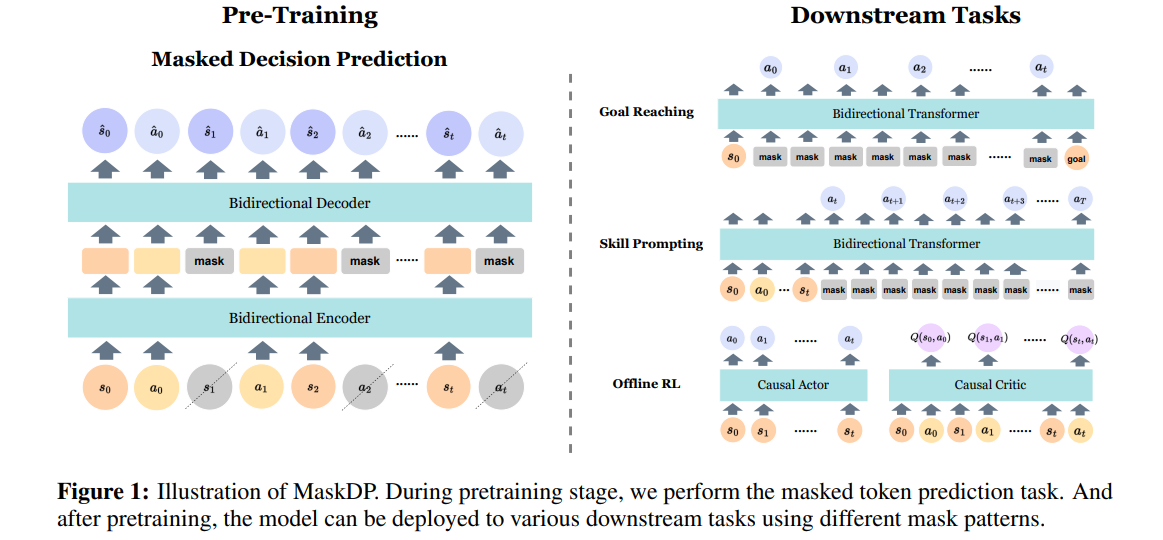 Pre-Training
Masked Decision Prediction
ŝ₀ â₀ ŝ₁ â₁ ŝ₂ â₂ ...... ŝₜ âₜ
Bidirectional Decoder
mask mask ...... mask
Bidirectional Encoder
s₀ a₀ s₁ a₁ s₂ a₂ ...... sₜ aₜ
Downstream Tasks
a₀ a₁ a₂ ...... aₜ
Goal Reaching
Bidirectional Transformer
s₀ mask mask mask mask mask mask ...... mask goal
aₜ aₜ₊₁ aₜ₊₂ aₜ₊₃ ...... a_T
Skill Prompting
Bidirectional Transformer
s₀ a₀ ... sₜ mask mask mask mask mask mask mask ...... mask
a₀ a₁ ...... aₜ Q(s₀,a₀) Q(s₁,a₁) ...... Q(sₜ,aₜ)
Offline RL
Causal Actor Causal Critic
s₀ s₁ ...... sₜ s₀ a₀ s₁ a₁ ...... sₜ aₜ
Figure 1: Illustration of MaskDP. During pretraining stage, we perform the masked token prediction task. And
after pretraining, the model can be deployed to various downstream tasks using different mask patterns.